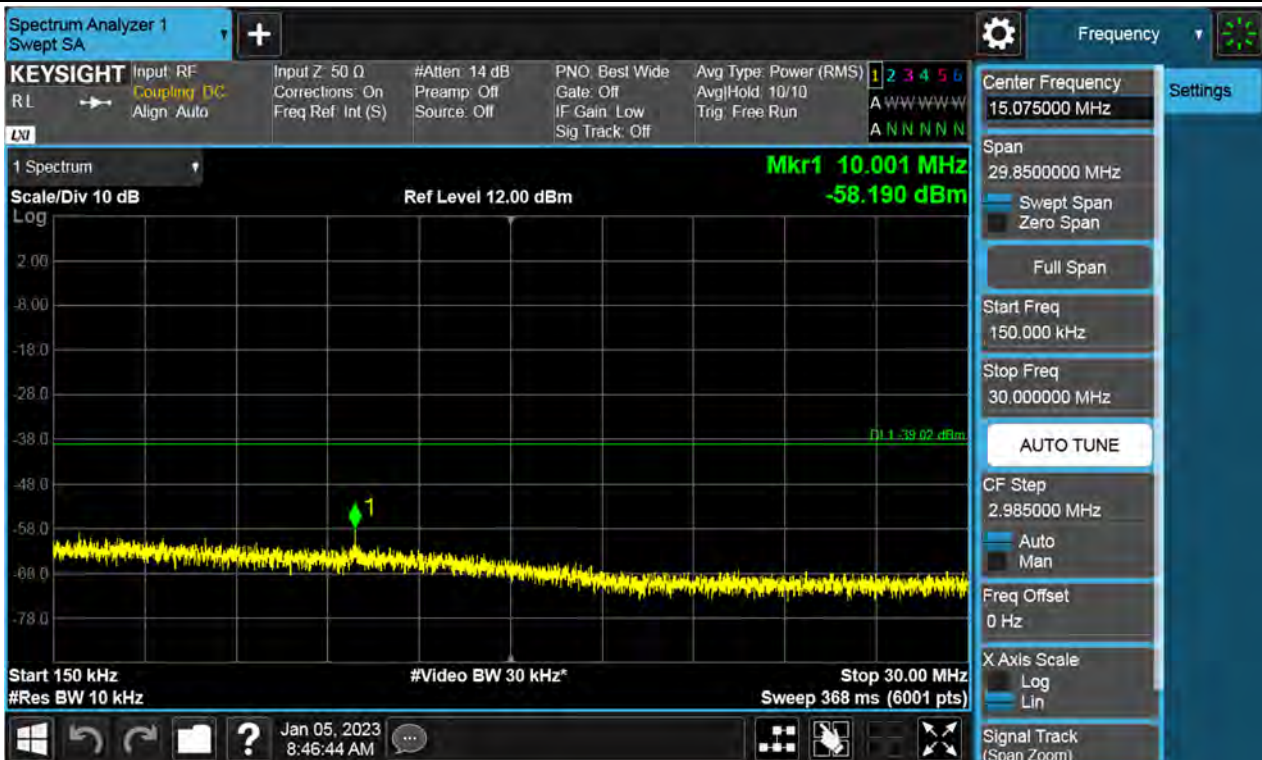 Spectrum Analyzer 1
Swept SA
+
Frequency
KEYSIGHT
RL
LXI
Input: RF
Coupling: DC
Align: Auto
Input Z: 50 Ω
Corrections: On
Freq Ref: Int (S)
#Atten: 14 dB
Preamp: Off
Source: Off
PNO: Best Wide
Gate: Off
IF Gain: Low
Sig Track: Off
Avg Type: Power (RMS)
Avg|Hold: 10/10
Trig: Free Run
1 2 3 4 5 6
A W W W W W
A N N N N N
1 Spectrum
Scale/Div 10 dB
Ref Level 12.00 dBm
Mkr1 10.001 MHz
-58.190 dBm
Log
2.00
-8.00
-18.0
-28.0
-38.0
DL1 -39.02 dBm
-48.0
1
-58.0
-68.0
-78.0
Start 150 kHz
#Video BW 30 kHz*
Stop 30.00 MHz
#Res BW 10 kHz
Sweep 368 ms (6001 pts)
?
Jan 05, 2023
8:46:44 AM
Center Frequency
15.075000 MHz
Settings
Span
29.8500000 MHz
Swept Span
Zero Span
Full Span
Start Freq
150.000 kHz
Stop Freq
30.000000 MHz
AUTO TUNE
CF Step
2.985000 MHz
Auto
Man
Freq Offset
0 Hz
X Axis Scale
Log
Lin
Signal Track
(Span Zoom)